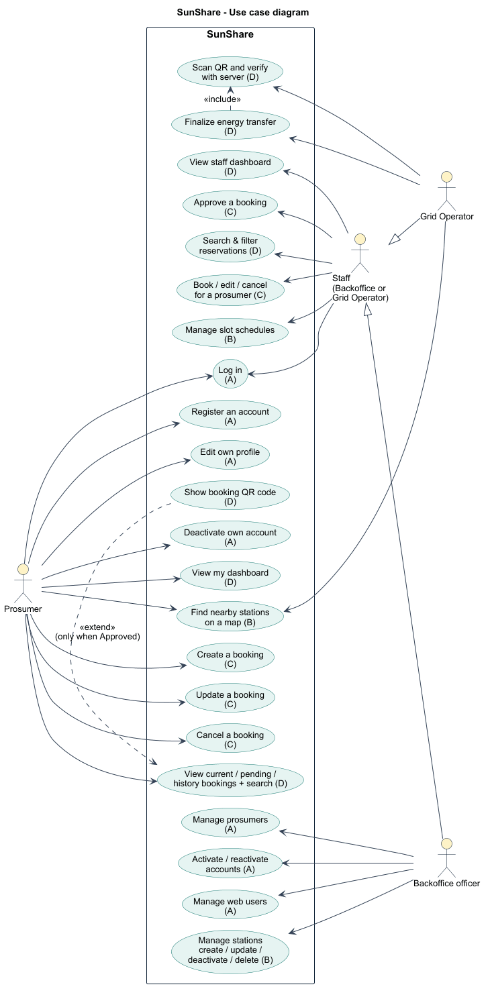 SunShare - Use case diagram
SunShare
Scan QR and verify
with server (D)
«include»
Finalize energy transfer
(D)
View staff dashboard
(D)
Grid Operator
Approve a booking
(C)
Search & filter
reservations (D)
Staff
(Backoffice or
Grid Operator)
Book / edit / cancel
for a prosumer (C)
Manage slot schedules
(B)
Log in
(A)
Register an account
(A)
Edit own profile
(A)
Show booking QR code
(D)
Deactivate own account
(A)
View my dashboard
(D)
Prosumer
Find nearby stations
on a map (B)
«extend»
(only when Approved)
Create a booking
(C)
Update a booking
(C)
Cancel a booking
(C)
View current / pending /
history bookings + search (D)
Manage prosumers
(A)
Activate / reactivate
accounts (A)
Backoffice officer
Manage web users
(A)
Manage stations
create / update /
deactivate / delete (B)